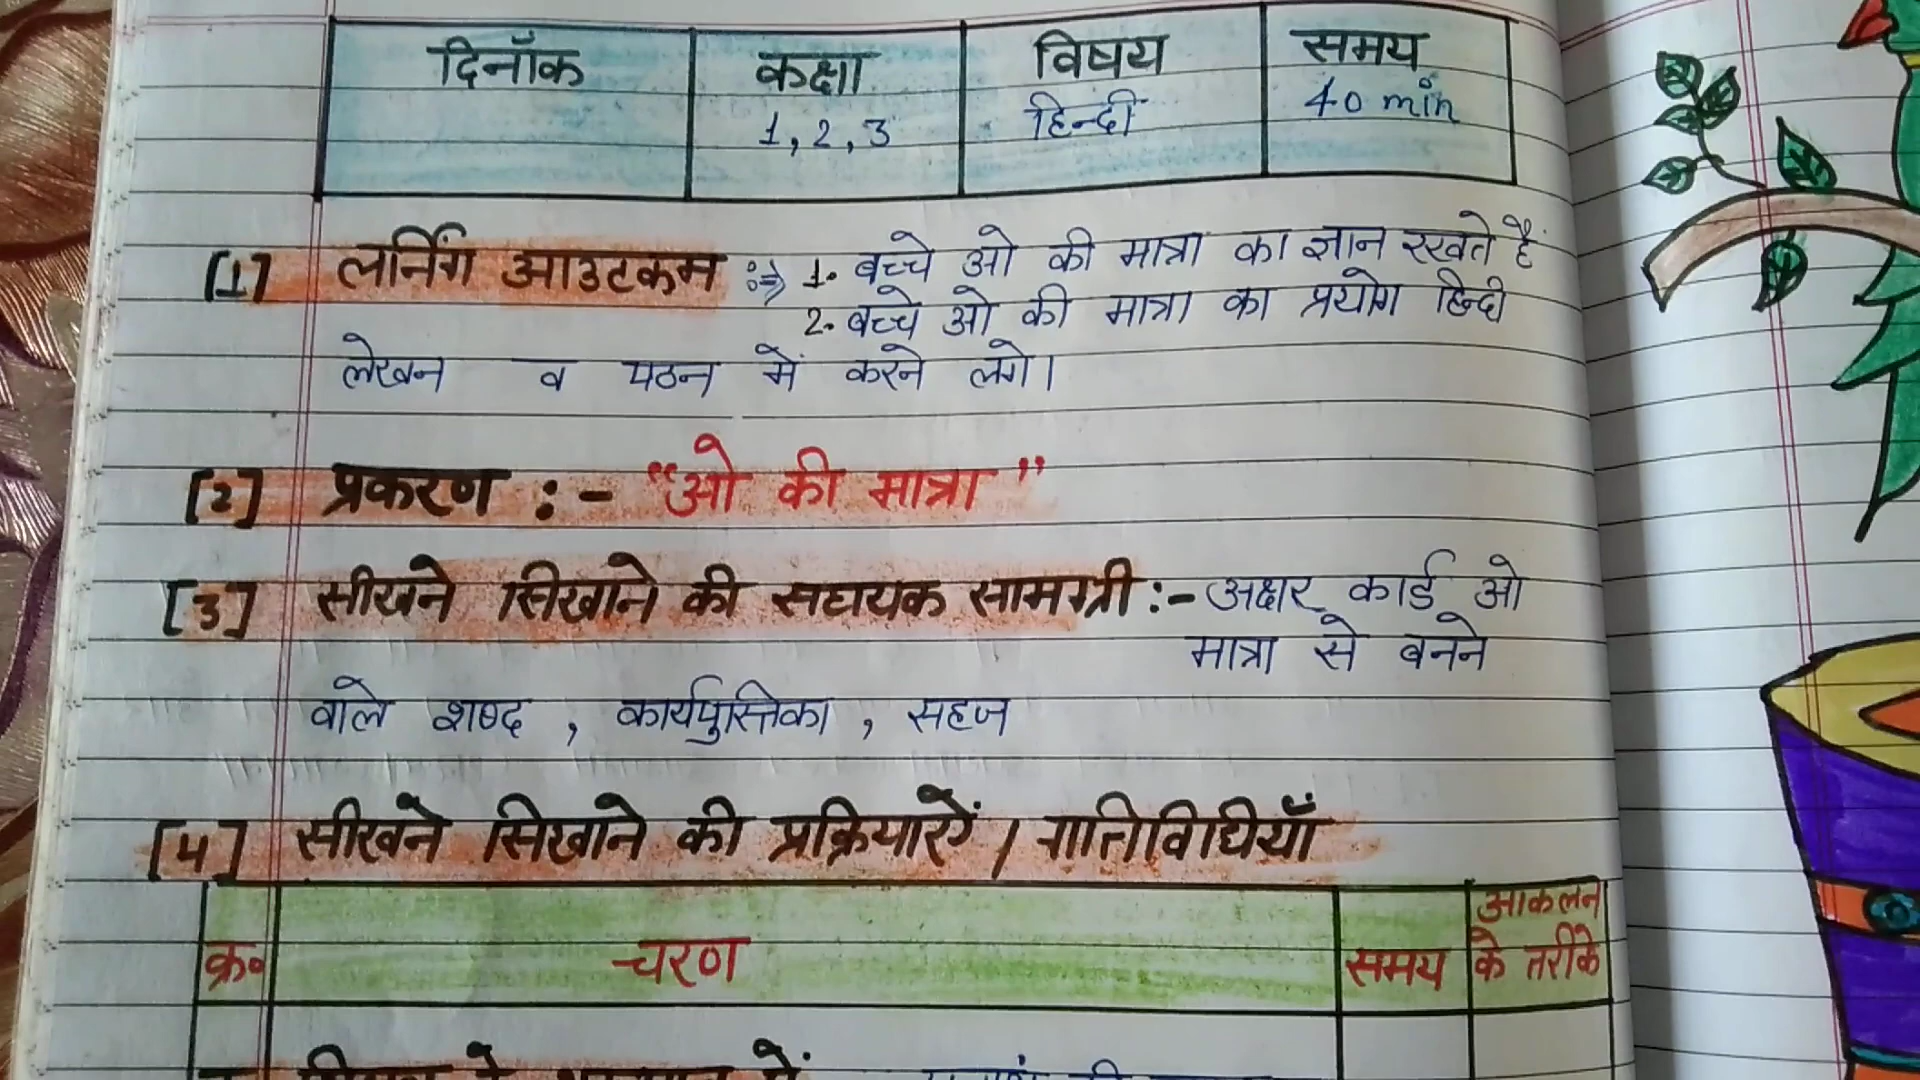 दिनाँक कक्षा विषय समय
1, 2, 3 हिन्दी 40 min
[1] लर्निंग आउटकम :⇒ 1. बच्चे ओ की मात्रा का ज्ञान रखते हैं
2. बच्चे ओ की मात्रा का प्रयोग हिन्दी
लेखन व पठन में करने लगे।
[2] प्रकरण :- "ओ की मात्रा"
[3] सीखने सिखाने की सहायक सामग्री :- अक्षर कार्ड ओ
मात्रा से बनने
वाले शब्द , कार्यपुस्तिका , सहज
[4] सीखने सिखाने की प्रक्रियाऐं / गतिविधियाँ
क्र० चरण समय आकलन
के तरीके